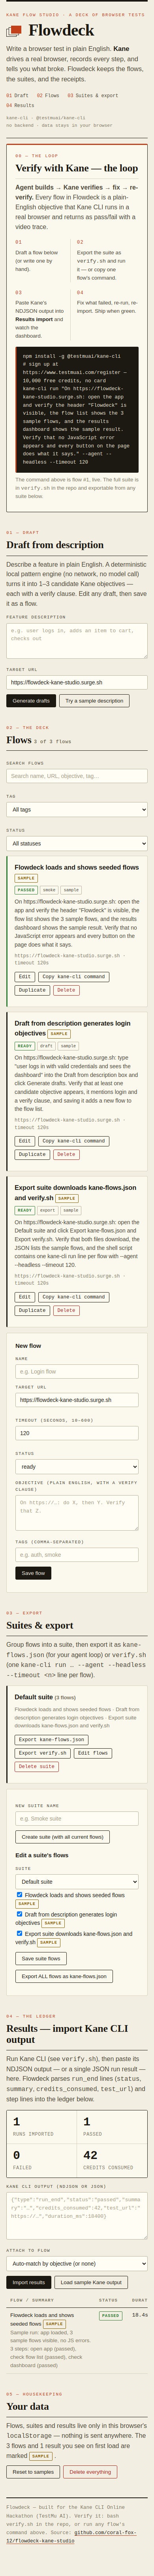 KANE FLOW STUDIO · A DECK OF BROWSER TESTS
Flowdeck
Write a browser test in plain English. Kane
drives a real browser, records every step, and
tells you what broke. Flowdeck keeps the flows,
the suites, and the receipts.
01 Draft 02 Flows 03 Suites & export
04 Results
kane-cli · @testmuai/kane-cli
no backend · data stays in your browser
00 — THE LOOP
Verify with Kane — the loop
Agent builds → Kane verifies → fix → re-
verify. Every flow in Flowdeck is a plain-
English objective that Kane CLI runs in a
real browser and returns as pass/fail with a
video trace.
01
Draft a flow below
(or write one by
hand).
02
Export the suite as
verify.sh and run
it — or copy one
flow's command.
03
Paste Kane's
NDJSON output into
Results import and
watch the
dashboard.
04
Fix what failed, re-run, re-
import. Ship when green.
npm install -g @testmuai/kane-cli
# sign up at
https://www.testmuai.com/register —
10,000 free credits, no card
kane-cli run "On https://flowdeck-
kane-studio.surge.sh: open the app
and verify the header "Flowdeck" is
visible, the flow list shows the 3
sample flows, and the results
dashboard shows the sample result.
Verify that no JavaScript error
appears and every button on the page
does what it says." --agent --
headless --timeout 120
The command above is flow #1, live. The full suite is
in verify.sh in the repo and exportable from any
suite below.
01 — DRAFT
Draft from description
Describe a feature in plain English. A deterministic
local pattern engine (no network, no model call)
turns it into 1–3 candidate Kane objectives —
each with a verify clause. Edit any draft, then save
it as a flow.
FEATURE DESCRIPTION
e.g. user logs in, adds an item to cart,
checks out
TARGET URL
https://flowdeck-kane-studio.surge.sh
Generate drafts Try a sample description
02 — THE DECK
Flows 3 of 3 flows
SEARCH FLOWS
Search name, URL, objective, tag…
TAG
All tags
STATUS
All statuses
Flowdeck loads and shows seeded flows
SAMPLE
PASSED smoke sample
On https://flowdeck-kane-studio.surge.sh: open the
app and verify the header "Flowdeck" is visible, the
flow list shows the 3 sample flows, and the results
dashboard shows the sample result. Verify that no
JavaScript error appears and every button on the
page does what it says.
https://flowdeck-kane-studio.surge.sh ·
timeout 120s
Edit Copy kane-cli command
Duplicate Delete
Draft from description generates login
objectives SAMPLE
READY draft sample
On https://flowdeck-kane-studio.surge.sh: type
"user logs in with valid credentials and sees their
dashboard" into the Draft from description box and
click Generate drafts. Verify that at least one
candidate objective appears, it mentions login and
a verify clause, and saving it adds a new flow to
the flow list.
https://flowdeck-kane-studio.surge.sh ·
timeout 120s
Edit Copy kane-cli command
Duplicate Delete
Export suite downloads kane-flows.json
and verify.sh SAMPLE
READY export sample
On https://flowdeck-kane-studio.surge.sh: open the
default suite and click Export kane-flows.json and
Export verify.sh. Verify that both files download, the
JSON lists sample flows, and the shell script
contains one kane-cli run line per flow with --agent
--headless --timeout 120.
https://flowdeck-kane-studio.surge.sh ·
timeout 120s
Edit Copy kane-cli command
Duplicate Delete
New flow
NAME
e.g. Login flow
TARGET URL
https://flowdeck-kane-studio.surge.sh
TIMEOUT (SECONDS, 10–600)
120
STATUS
ready
OBJECTIVE (PLAIN ENGLISH, WITH A VERIFY
CLAUSE)
On https://…: do X, then Y. Verify
that Z.
TAGS (COMMA-SEPARATED)
e.g. auth, smoke
Save flow
03 — EXPORT
Suites & export
Group flows into a suite, then export it as kane-
flows.json (for your agent loop) or verify.sh
(one kane-cli run … --agent --headless
--timeout <n> line per flow).
Default suite (3 flows)
Flowdeck loads and shows seeded flows · Draft from
description generates login objectives · Export suite
downloads kane-flows.json and verify.sh
Export kane-flows.json
Export verify.sh Edit flows
Delete suite
NEW SUITE NAME
e.g. Smoke suite
Create suite (with all current flows)
Edit a suite's flows
SUITE
Default suite
Flowdeck loads and shows seeded flows
SAMPLE
Draft from description generates login
objectives SAMPLE
Export suite downloads kane-flows.json and
verify.sh SAMPLE
Save suite flows
Export ALL flows as kane-flow.json
04 — THE LEDGER
Results — import Kane CLI
output
Run Kane CLI (see verify.sh), then paste its
NDJSON output — or a single JSON run result —
here. Flowdeck parses run_end lines (status,
summary, credits_consumed, test_url) and
step lines into the ledger below.
1
RUNS IMPORTED
1
PASSED
0
FAILED
42
CREDITS CONSUMED
KANE CLI OUTPUT (NDJSON OR JSON)
{"type":"run_end","status":"passed","summa
ry":"…","credits_consumed":42,"test_url":"
https://…","duration_ms":18400}
ATTACH TO FLOW
Auto-match by objective (or none)
Import results Load sample Kane output
FLOW / SUMMARY STATUS DURAT
Flowdeck loads and shows
seeded flows SAMPLE
PASSED 18.4s
Sample run: app loaded, 3
sample flows visible, no JS errors.
3 steps: open app (passed),
check flow list (passed), check
dashboard (passed)
05 — HOUSEKEEPING
Your data
Flows, suites and results live only in this browser's
localStorage — nothing is sent anywhere. The
3 flows and 1 result you see on first load are
marked SAMPLE .
Reset to samples Delete everything
Flowdeck — built for the Kane CLI Online
Hackathon (TestMu AI). Verify it: bash
verify.sh in the repo, or run any flow's
command above. Source: github.com/coral-fox-
12/flowdeck-kane-studio